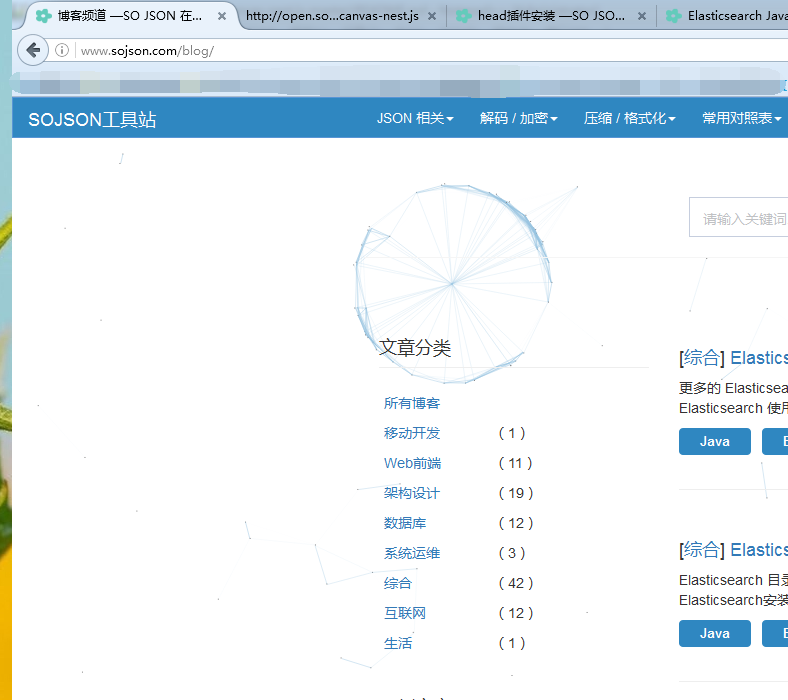 博客频道 —SO JSON 在... × http://open.so...canvas-nest.js × head插件安装 —SO JSO... × Elasticsearch Java
www.sojson.com/blog/
SOJSON工具站 JSON 相关 解码 / 加密 压缩 / 格式化 常用对照表
请输入关键词
文章分类
所有博客
移动开发 ( 1 )
Web前端 ( 11 )
架构设计 ( 19 )
数据库 ( 12 )
系统运维 ( 3 )
综合 ( 42 )
互联网 ( 12 )
生活 ( 1 )
[综合] Elastics
更多的 Elasticsea
Elasticsearch 使用
Java E
[综合] Elastics
Elasticsearch 目录
Elasticsearch安装
Java E